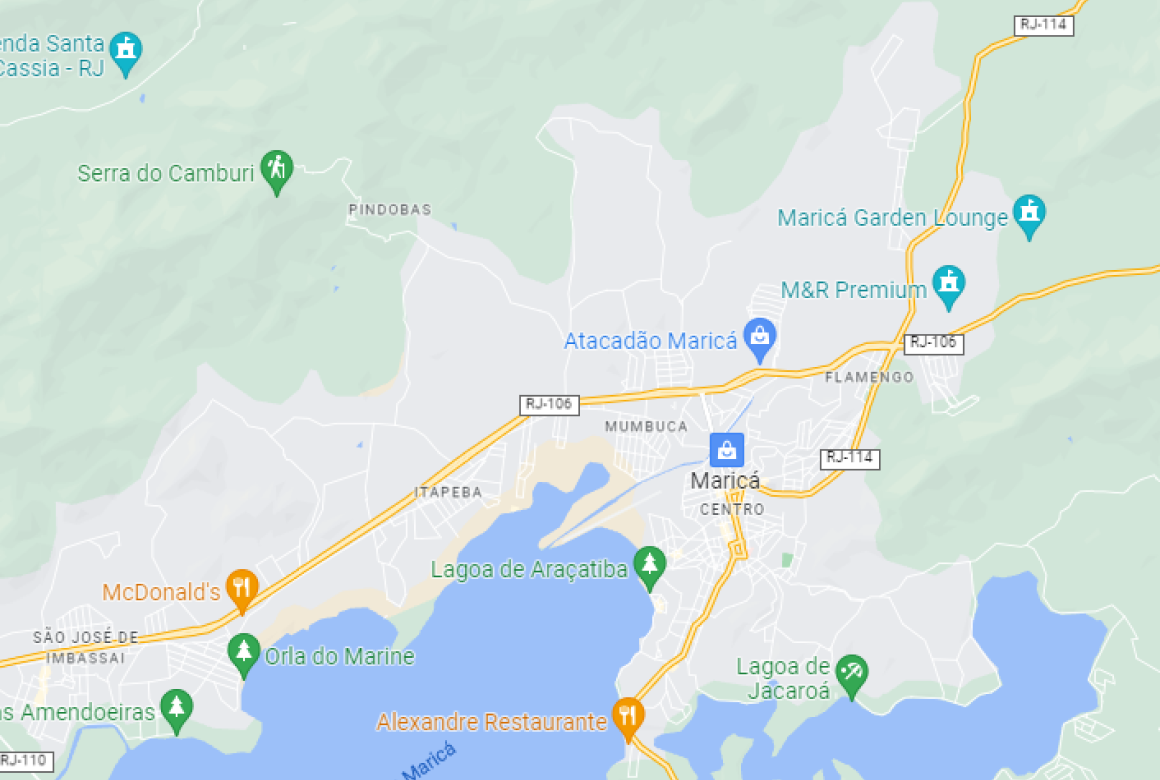 RJ-114
enda Santa
Cassia - RJ
Serra do Camburi
PINDOBAS
Maricá Garden Lounge
M&R Premium
Atacadão Maricá
RJ-106
FLAMENGO
RJ-106
MUMBUCA
RJ-114
Maricá
ITAPEBA
CENTRO
Lagoa de Araçatiba
McDonald's
SÃO JOSÉ DE
IMBASSAI
Orla do Marine
Lagoa de
Jacaroá
as Amendoeiras
Alexandre Restaurante
RJ-110
Maricá